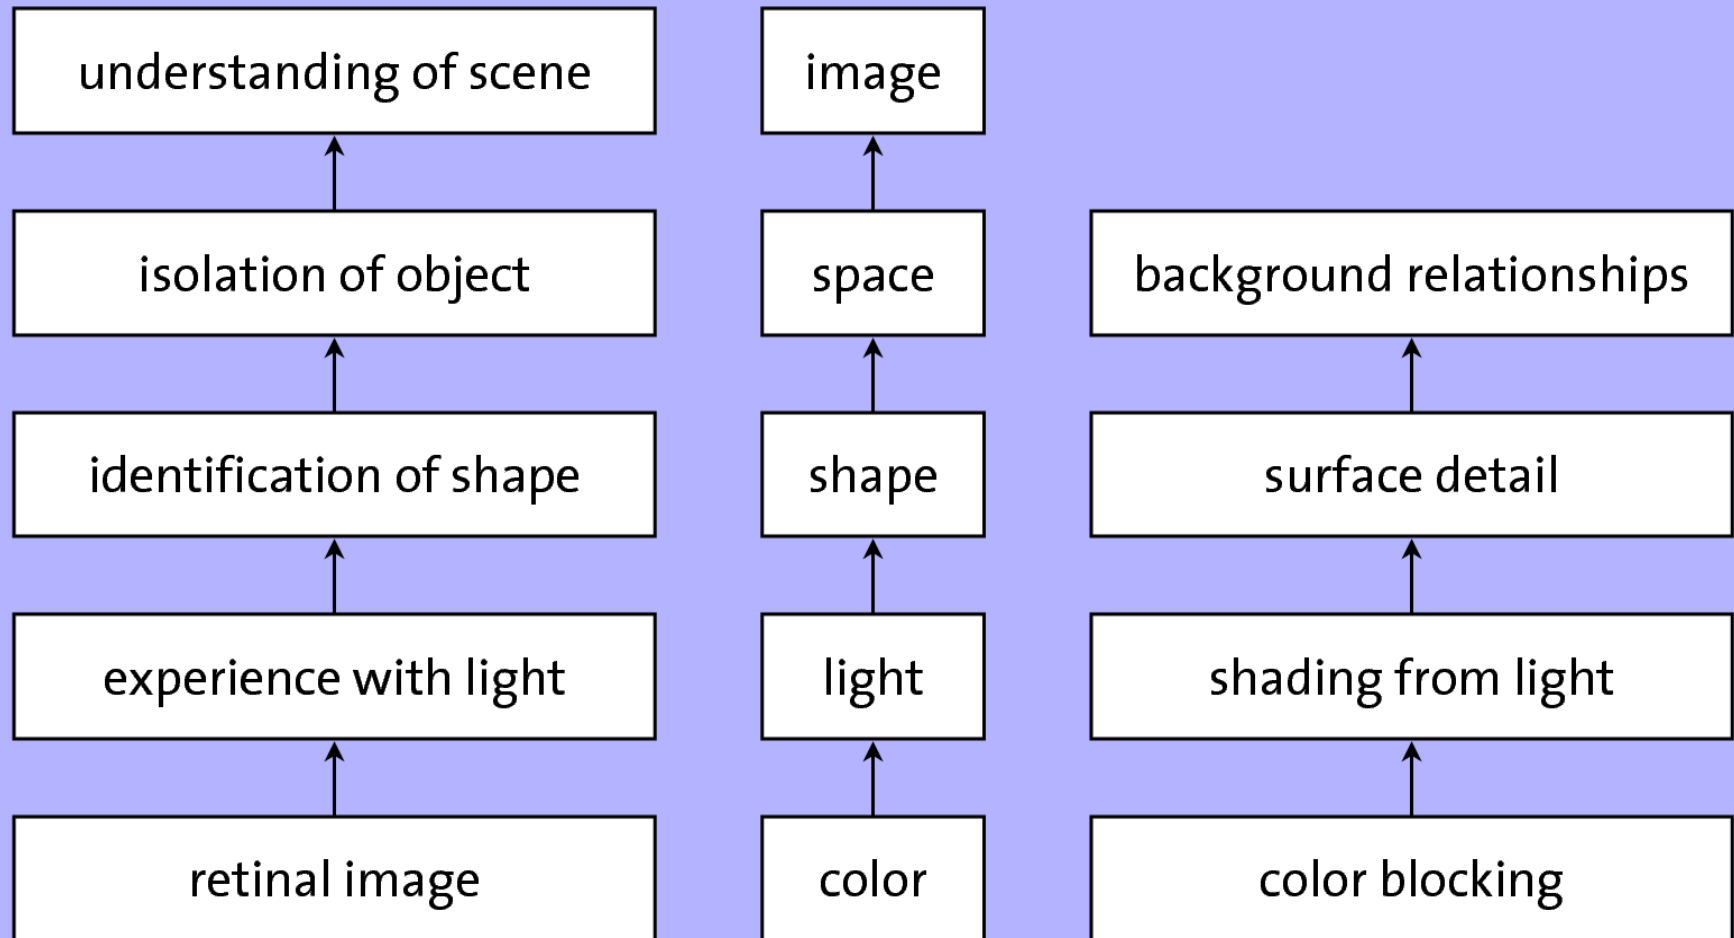 understanding of scene
image
isolation of object
space
background relationships
identification of shape
shape
surface detail
experience with light
light
shading from light
retinal image
color
color blocking